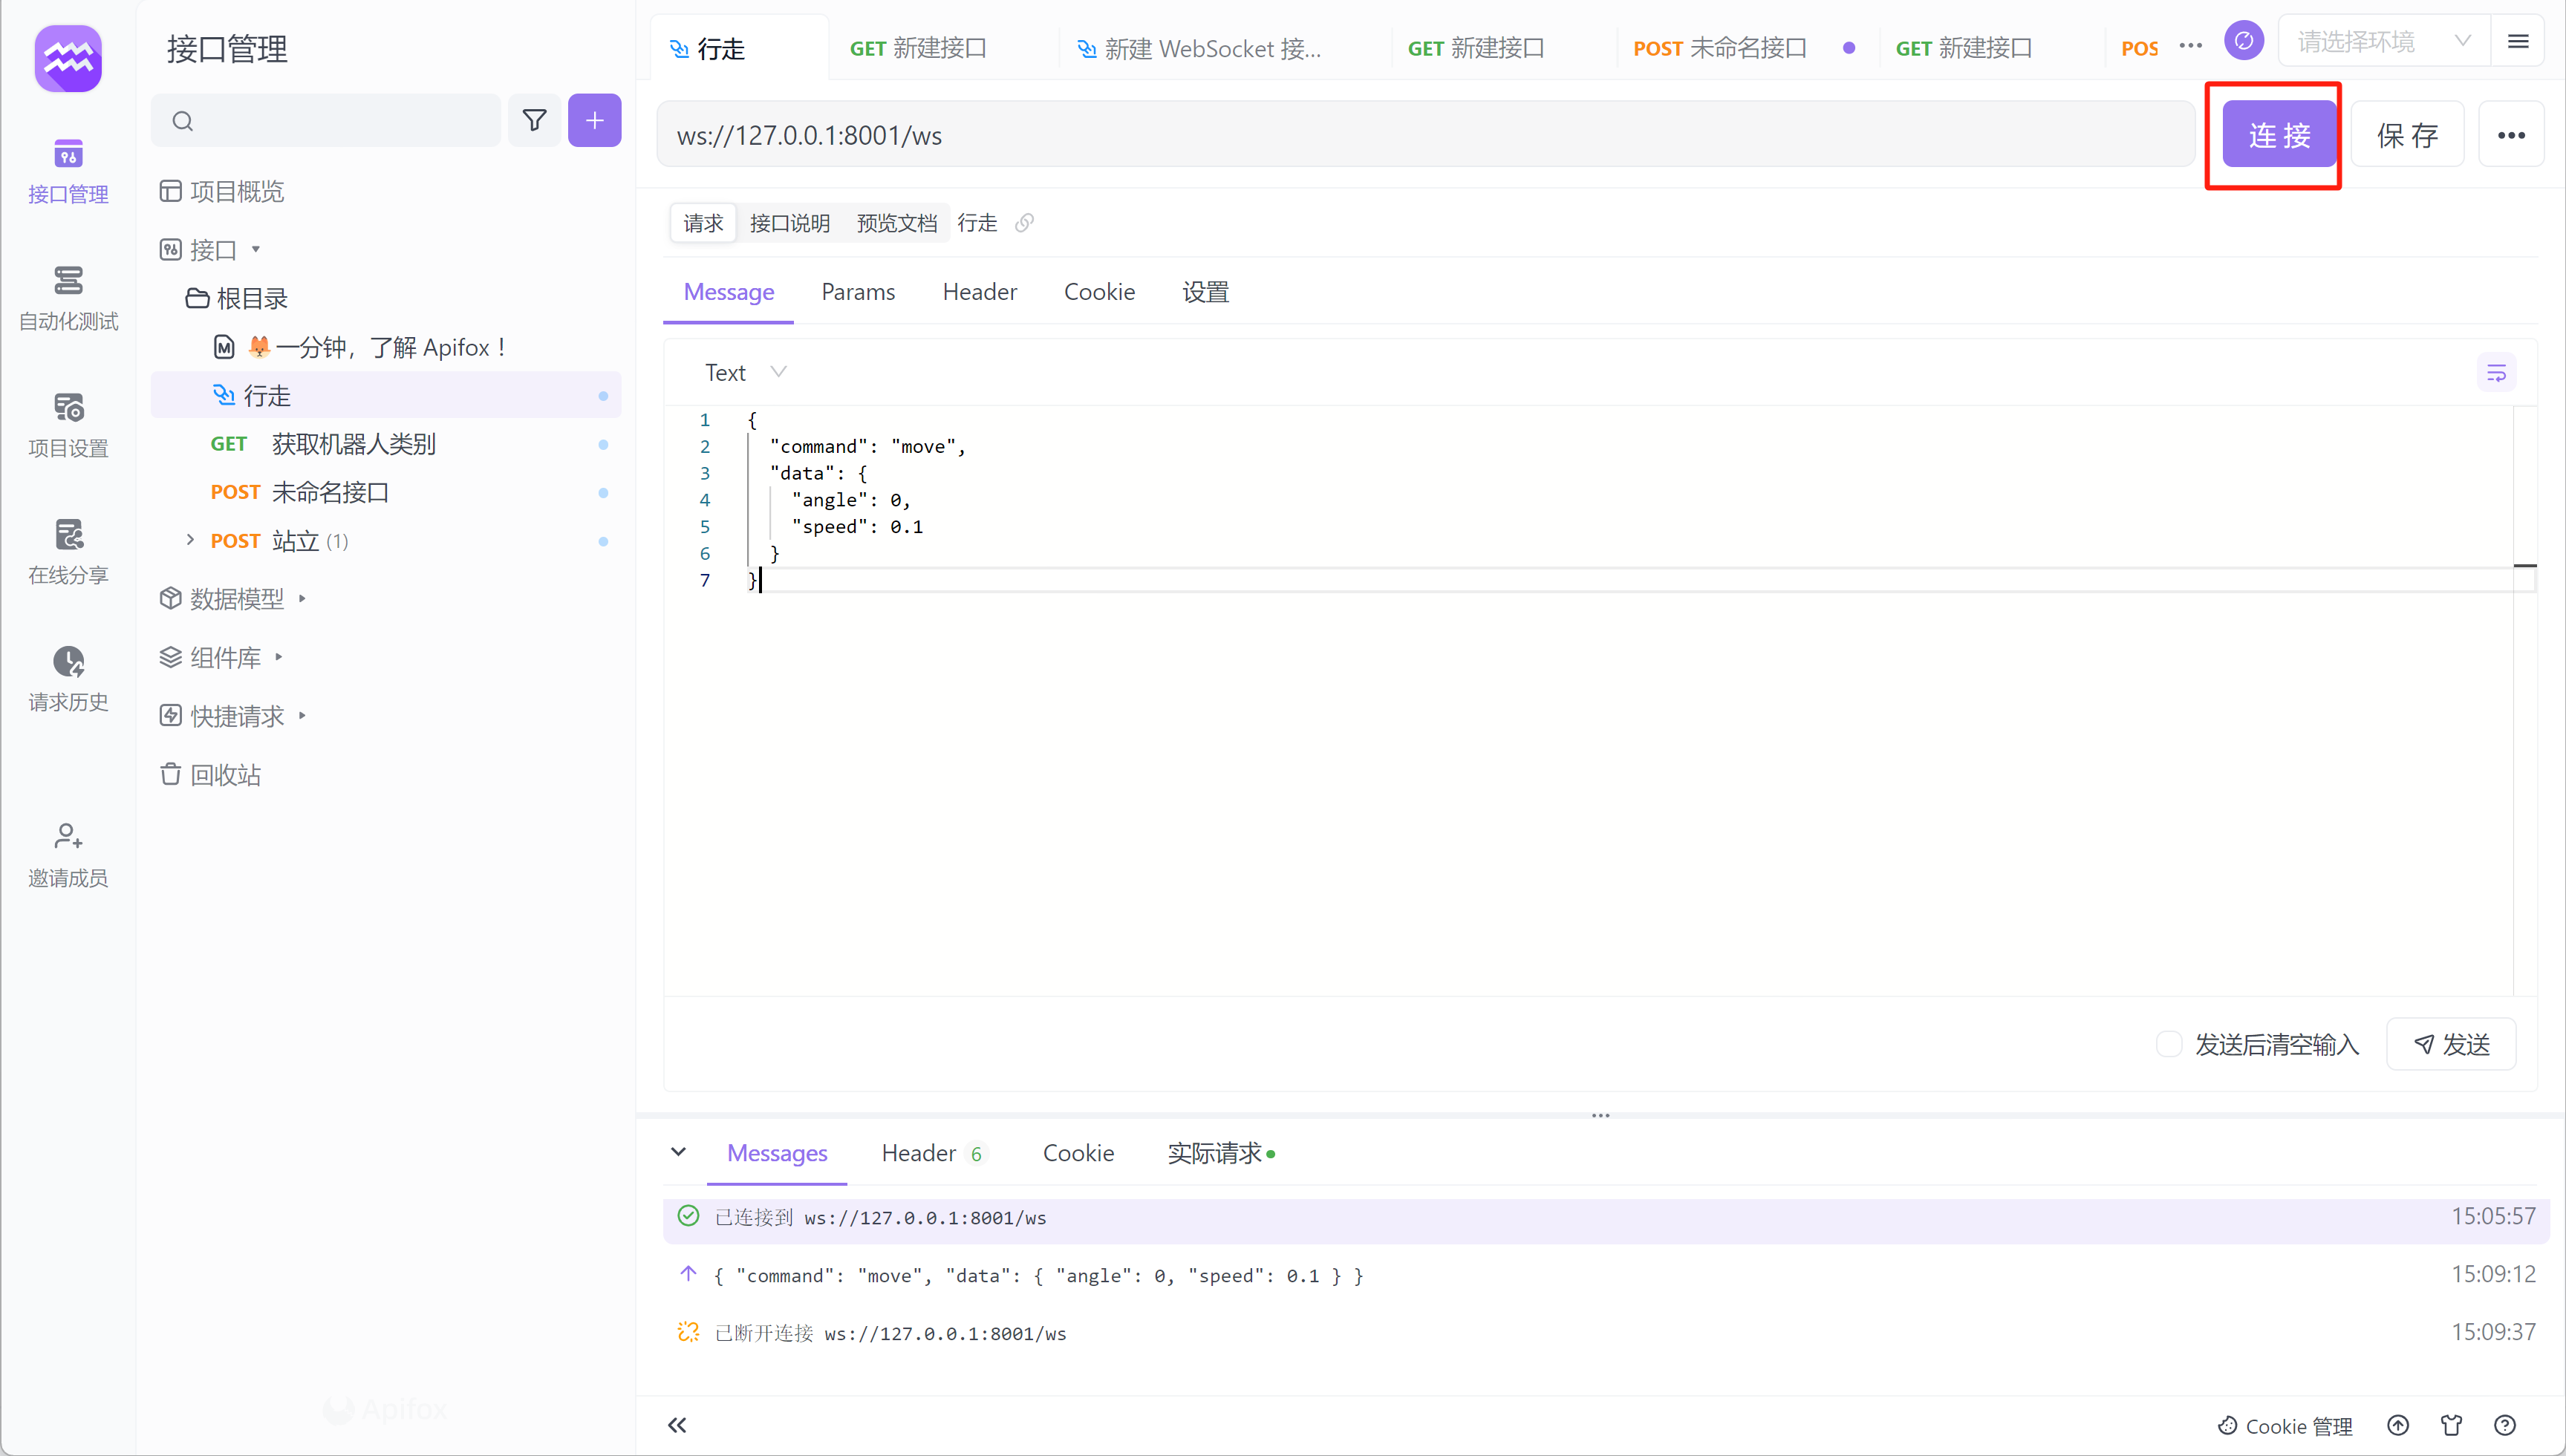 接口管理
自动化测试
项目设置
在线分享
请求历史
邀请成员
接口管理
项目概览
接口
根目录
一分钟，了解 Apifox！
行走
GET 获取机器人类别
POST 未命名接口
POST 站立 (1)
数据模型
组件库
快捷请求
回收站
Apifox
行走
GET 新建接口
新建 WebSocket 接...
GET 新建接口
POST 未命名接口
GET 新建接口
POS
请选择环境
ws://127.0.0.1:8001/ws
连接
保存
请求 接口说明 预览文档 行走
Message Params Header Cookie 设置
Text
1 {
2 "command": "move",
3 "data": {
4 "angle": 0,
5 "speed": 0.1
6 }
7 }
发送后清空输入
发送
Messages Header 6 Cookie 实际请求
已连接到 ws://127.0.0.1:8001/ws 15:05:57
{ "command": "move", "data": { "angle": 0, "speed": 0.1 } } 15:09:12
已断开连接 ws://127.0.0.1:8001/ws 15:09:37
Cookie 管理